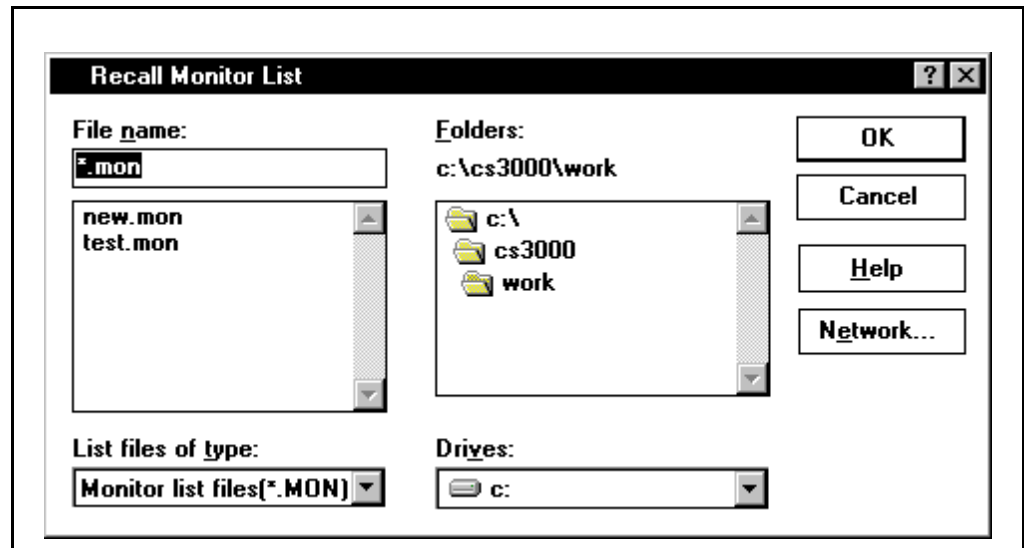 Recall Monitor List
File name:
*.mon
new.mon
test.mon
List files of type:
Monitor list files(*.MON)
Folders:
c:\cs3000\work
c:\
cs3000
work
Drives:
c:
OK
Cancel
Help
Network...